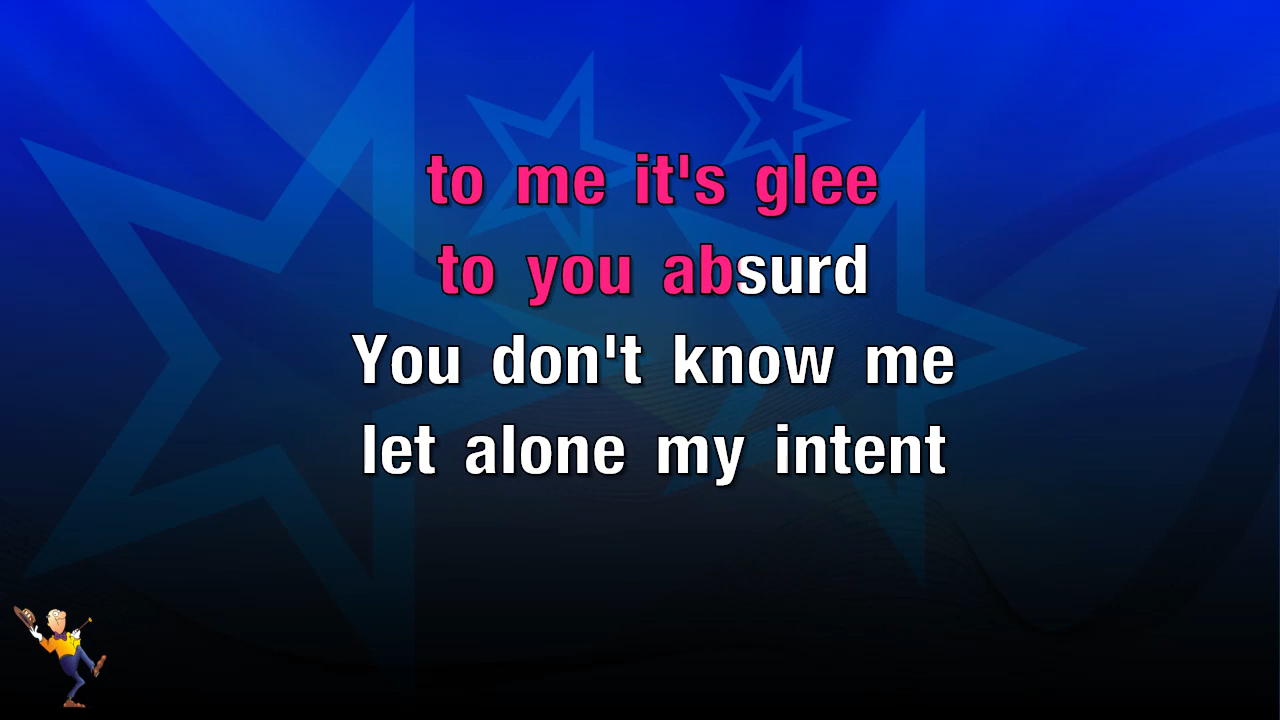 to me it's glee
to you absurd
You don't know me
let alone my intent